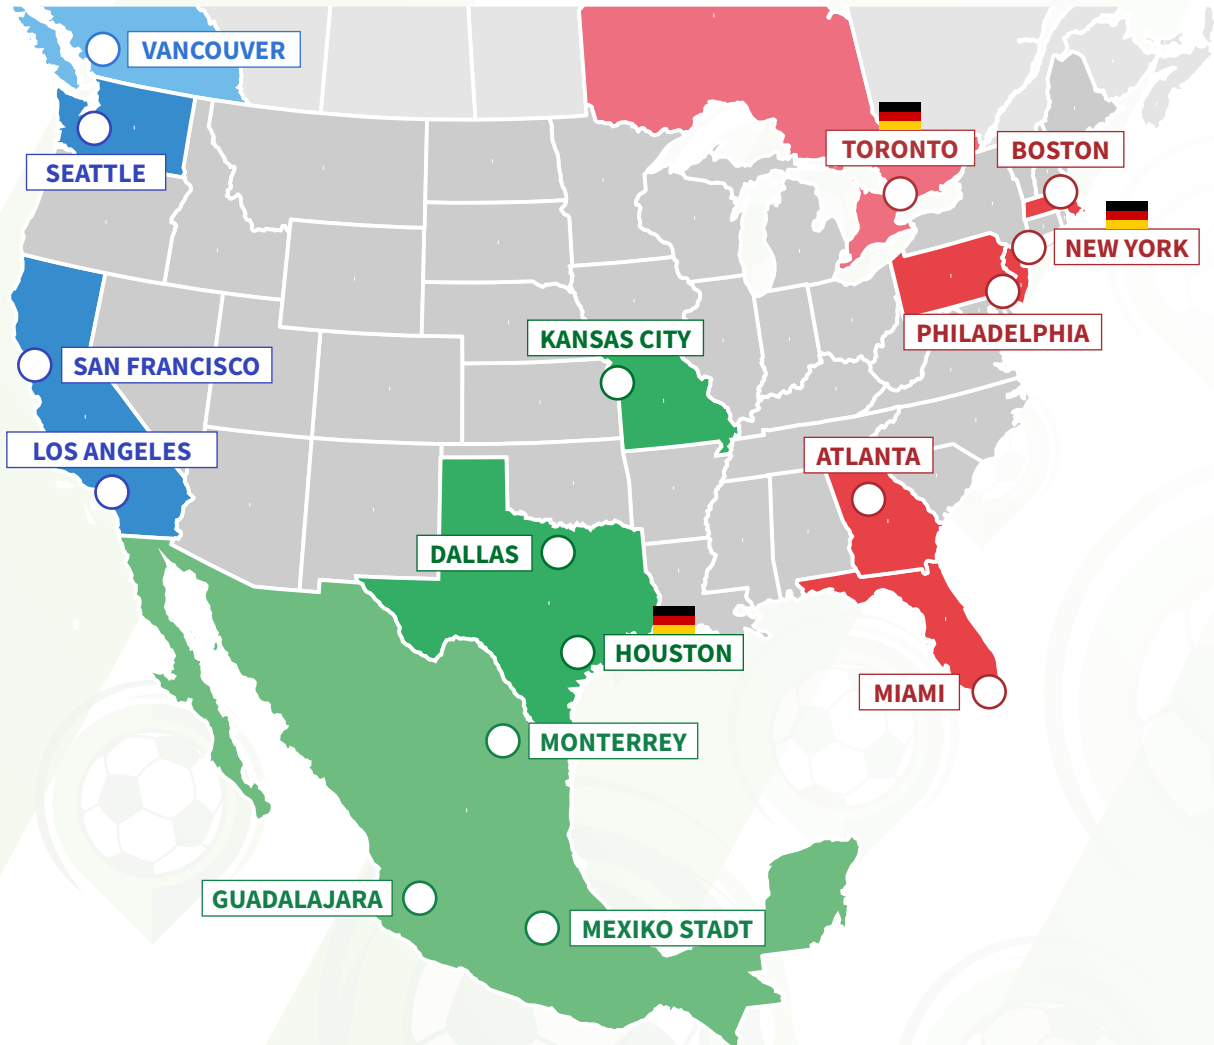 VANCOUVER
TORONTO
BOSTON
SEATTLE
NEW YORK
PHILADELPHIA
KANSAS CITY
SAN FRANCISCO
LOS ANGELES
ATLANTA
DALLAS
HOUSTON
MIAMI
MONTERREY
GUADALAJARA
MEXIKO STADT